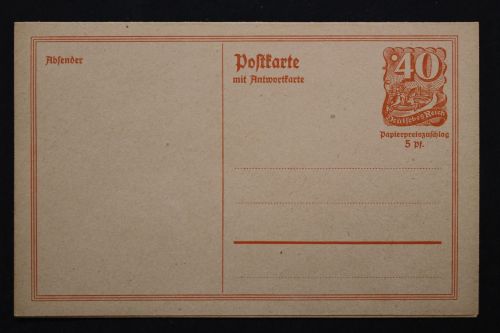 Absender
Postkarte
mit Antwortkarte
40
Deutsches Reich
Papierpreiszuschlag
5 Pf.